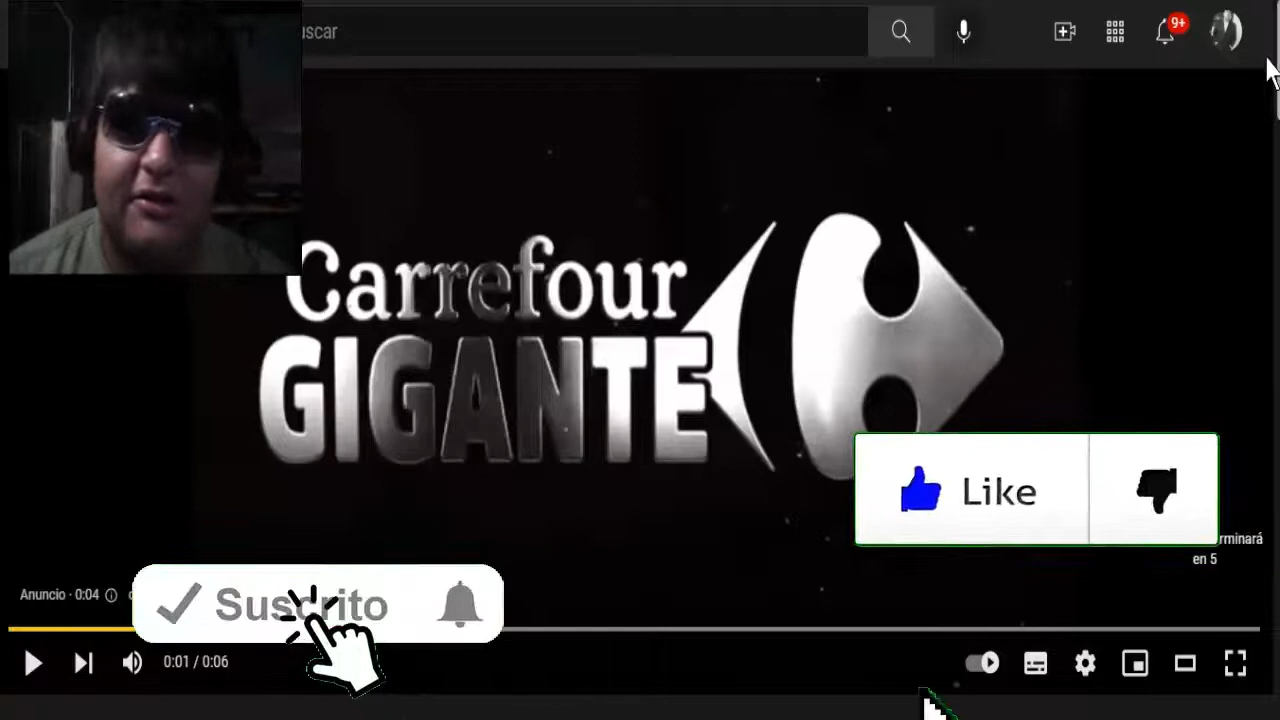 uscar
9+
Carrefour
GIGANTE
Like
rminará
en 5
Anuncio · 0:04
Suscrito
0:01 / 0:06